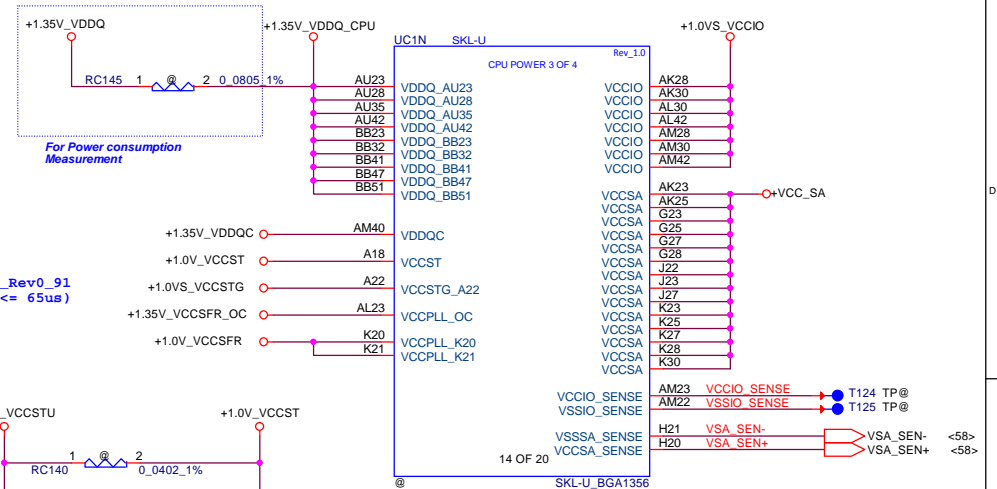 +1.35V_VDDQ
+1.35V_VDDQ_CPU
+1.0VS_VCCIO
UC1N SKL-U
Rev_1.0
CPU POWER 3 OF 4
RC145 1 @ 2 0_0805_1%
For Power consumption
Measurement
AU23 VDDQ_AU23
AU28 VDDQ_AU28
AU35 VDDQ_AU35
AU42 VDDQ_AU42
BB23 VDDQ_BB23
BB32 VDDQ_BB32
BB41 VDDQ_BB41
BB47 VDDQ_BB47
BB51 VDDQ_BB51
VCCIO AK28
VCCIO AK30
VCCIO AL30
VCCIO AL42
VCCIO AM28
VCCIO AM30
VCCIO AM42
VCCSA AK23 +VCC_SA
VCCSA AK25
VCCSA G23
VCCSA G25
VCCSA G27
VCCSA G28
VCCSA J22
VCCSA J23
VCCSA J27
VCCSA K23
VCCSA K25
VCCSA K27
VCCSA K28
VCCSA K30
D
+1.35V_VDDQC AM40 VDDQC
+1.0V_VCCST A18 VCCST
+1.0VS_VCCSTG A22 VCCSTG_A22
+1.35V_VCCSFR_OC AL23 VCCPLL_OC
+1.0V_VCCSFR K20 VCCPLL_K20
K21 VCCPLL_K21
_Rev0_91
<= 65us)
VCCIO_SENSE AM23 VCCIO_SENSE T124 TP@
VSSIO_SENSE AM22 VSSIO_SENSE T125 TP@
VSSSA_SENSE H21 VSA_SEN- VSA_SEN- <58>
VCCSA_SENSE H20 VSA_SEN+ VSA_SEN+ <58>
14 OF 20
@
SKL-U_BGA1356
_VCCSTU
+1.0V_VCCST
RC140 1 @ 2 0_0402_1%